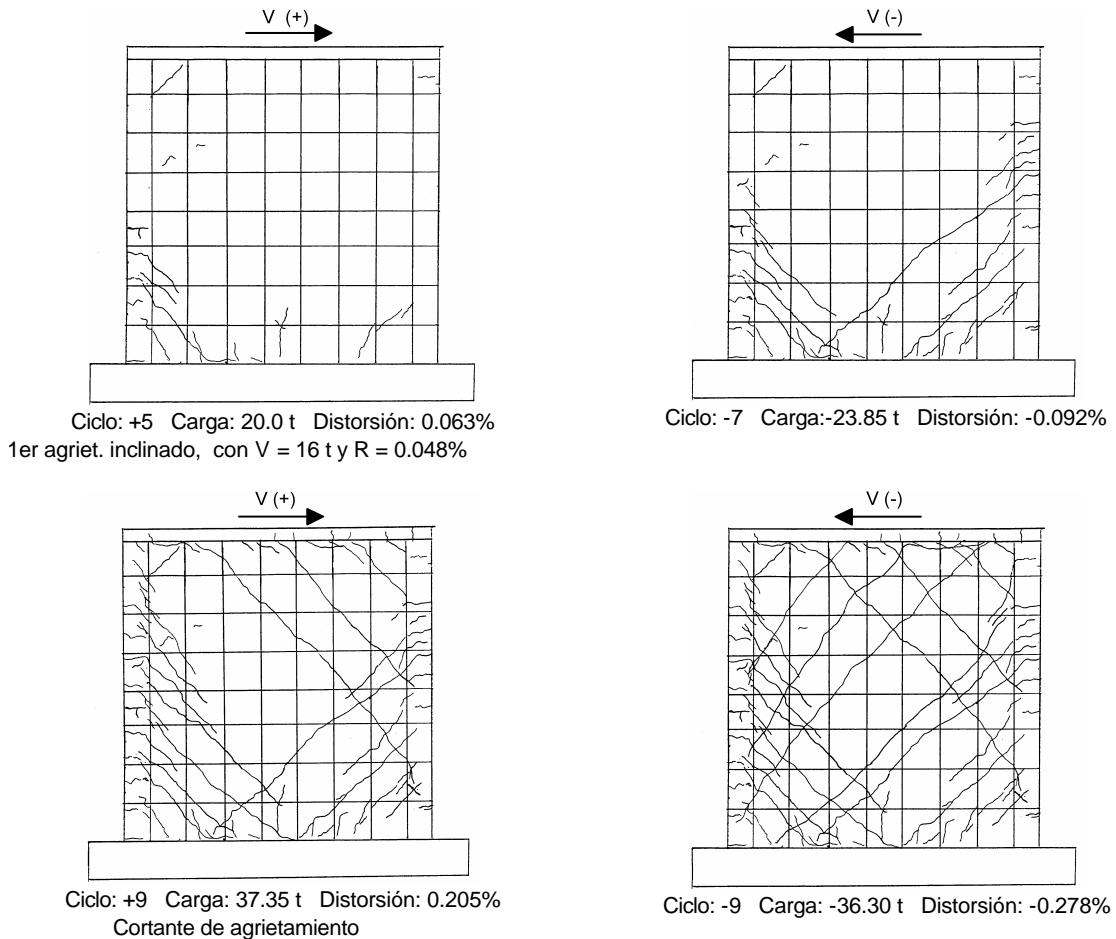 V (+)
V (-)
Ciclo: +5 Carga: 20.0 t Distorsión: 0.063%
1er agriet. inclinado, con V = 16 t y R = 0.048%
Ciclo: -7 Carga:-23.85 t Distorsión: -0.092%
V (+)
V (-)
Ciclo: +9 Carga: 37.35 t Distorsión: 0.205%
Cortante de agrietamiento
Ciclo: -9 Carga: -36.30 t Distorsión: -0.278%